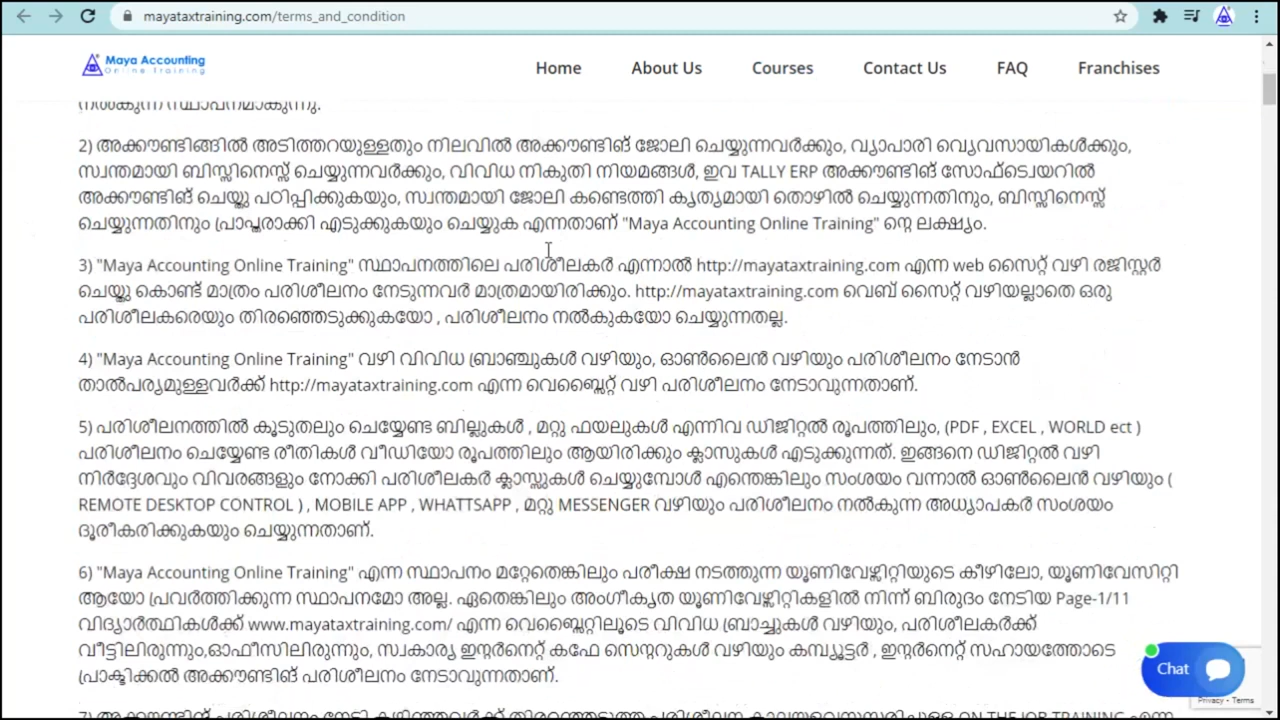 mayataxtraining.com/terms_and_condition
Maya Accounting
Online Training
Home About Us Courses Contact Us FAQ Franchises
നൽകുന്ന സ്ഥാപനമാകുന്നു.
2) അക്കൗണ്ടിങ്ങിൽ അടിത്തറയുള്ളതും നിലവിൽ അക്കൗണ്ടിങ് ജോലി ചെയ്യുന്നവർക്കും, വ്യാപാരി വ്യെവസായികൾക്കും,
സ്വന്തമായി ബിസ്സിനെസ്സ് ചെയ്യുന്നവർക്കും, വിവിധ നികുതി നിയമങ്ങൾ, ഇവ TALLY ERP അക്കൗണ്ടിങ് സോഫ്ട്വെയറിൽ
അക്കൗണ്ടിങ് ചെയ്തു പഠിപ്പിക്കുകയും, സ്വന്തമായി ജോലി കണ്ടെത്തി കൃത്യമായി തൊഴിൽ ചെയ്യുന്നതിനും, ബിസ്സിനെസ്സ്
ചെയ്യുന്നതിനും പ്രാപ്തരാക്കി എടുക്കുകയും ചെയ്യുക എന്നതാണ് "Maya Accounting Online Training" ന്റെ ലക്ഷ്യം.
3) "Maya Accounting Online Training" സ്ഥാപനത്തിലെ പരിശീലകർ എന്നാൽ http://mayataxtraining.com എന്ന web സൈറ്റ് വഴി രജിസ്റ്റർ
ചെയ്തു കൊണ്ട് മാത്രം പരിശീലനം നേടുന്നവർ മാത്രമായിരിക്കും. http://mayataxtraining.com വെബ് സൈറ്റ് വഴിയല്ലാതെ ഒരു
പരിശീലകരെയും തിരഞ്ഞെടുക്കുകയോ , പരിശീലനം നൽകുകയോ ചെയ്യുന്നതല്ല.
4) "Maya Accounting Online Training" വഴി വിവിധ ബ്രാഞ്ചുകൾ വഴിയും, ഓൺലൈൻ വഴിയും പരിശീലനം നേടാൻ
താൽപര്യമുള്ളവർക്ക് http://mayataxtraining.com എന്ന വെബ്സൈറ്റ് വഴി പരിശീലനം നേടാവുന്നതാണ്.
5) പരിശീലനത്തിൽ കൂടുതലും ചെയ്യേണ്ട ബില്ലുകൾ , മറ്റു ഫയലുകൾ എന്നിവ ഡിജിറ്റൽ രൂപത്തിലും, (PDF , EXCEL , WORLD ect )
പരിശീലനം ചെയ്യേണ്ട രീതികൾ വീഡിയോ രൂപത്തിലും ആയിരിക്കും ക്ലാസുകൾ എടുക്കുന്നത്. ഇങ്ങനെ ഡിജിറ്റൽ വഴി
നിർദ്ദേശവും വിവരങ്ങളും നോക്കി പരിശീലകർ ക്ലാസ്സുകൾ ചെയ്യുമ്പോൾ എന്തെങ്കിലും സംശയം വന്നാൽ ഓൺലൈൻ വഴിയും (
REMOTE DESKTOP CONTROL ) , MOBILE APP , WHATTSAPP , മറ്റു MESSENGER വഴിയും പരിശീലനം നൽകുന്ന അധ്യാപകർ സംശയം
ദൂരീകരിക്കുകയും ചെയ്യുന്നതാണ്.
6) "Maya Accounting Online Training" എന്ന സ്ഥാപനം മറ്റേതെങ്കിലും പരീക്ഷ നടത്തുന്ന യൂണിവേഴ്സിറ്റിയുടെ കീഴിലോ, യൂണിവേസിറ്റി
ആയോ പ്രവർത്തിക്കുന്ന സ്ഥാപനമോ അല്ല. ഏതെങ്കിലും അംഗീകൃത യൂണിവേഴ്സിറ്റികളിൽ നിന്ന് ബിരുദം നേടിയ Page-1/11
വിദ്യാർത്ഥികൾക്ക് www.mayataxtraining.com/ എന്ന വെബ്സൈറ്റിലൂടെ വിവിധ ബ്രാച്ചുകൾ വഴിയും, പരിശീലകർക്ക്
വീട്ടിലിരുന്നും,ഓഫീസിലിരുന്നും, സ്വകാര്യ ഇന്റർനെറ്റ് കഫേ സെന്ററുകൾ വഴിയും കമ്പ്യൂട്ടർ , ഇന്റർനെറ്റ് സഹായത്തോടെ
പ്രാക്ടിക്കൽ അക്കൗണ്ടിങ് പരിശീലനം നേടാവുന്നതാണ്.
Chat
Privacy - Terms